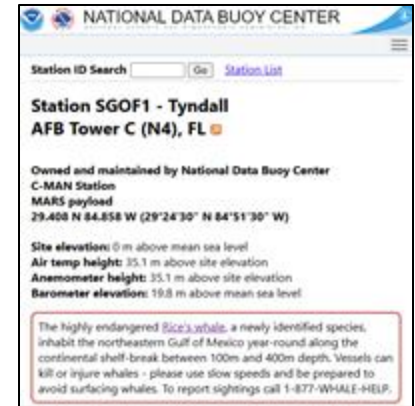 NATIONAL DATA BUOY CENTER
Station ID Search Go Station List
Station SGOF1 - Tyndall
AFB Tower C (N4), FL
Owned and maintained by National Data Buoy Center
C-MAN Station
MARS payload
29.408 N 84.858 W (29°24'30" N 84°51'30" W)
Site elevation: 0 m above mean sea level
Air temp height: 35.1 m above site elevation
Anemometer height: 35.1 m above site elevation
Barometer elevation: 19.8 m above mean sea level
The highly endangered Rice's whale, a newly identified species,
inhabit the northeastern Gulf of Mexico year-round along the
continental shelf-break between 100m and 400m depth. Vessels can
kill or injure whales - please use slow speeds and be prepared to
avoid surfacing whales. To report sightings call 1-877-WHALE-HELP.